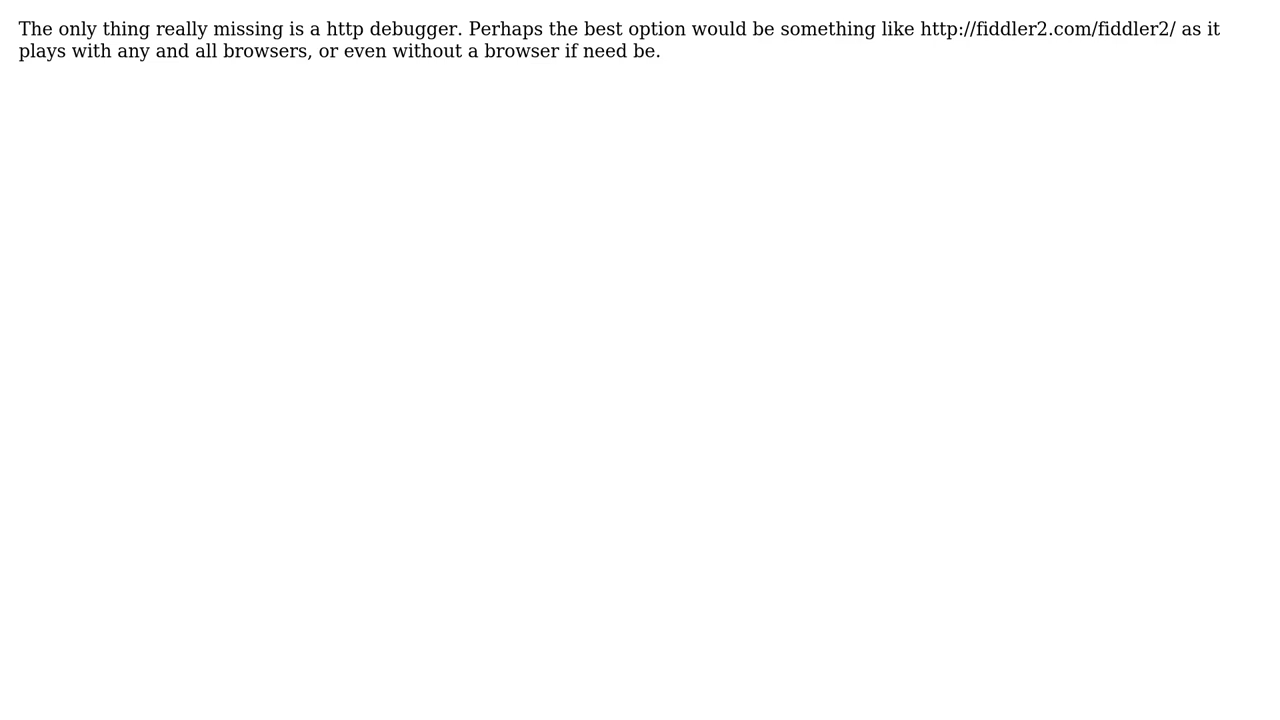 The only thing really missing is a http debugger. Perhaps the best option would be something like http://fiddler2.com/fiddler2/ as it
plays with any and all browsers, or even without a browser if need be.